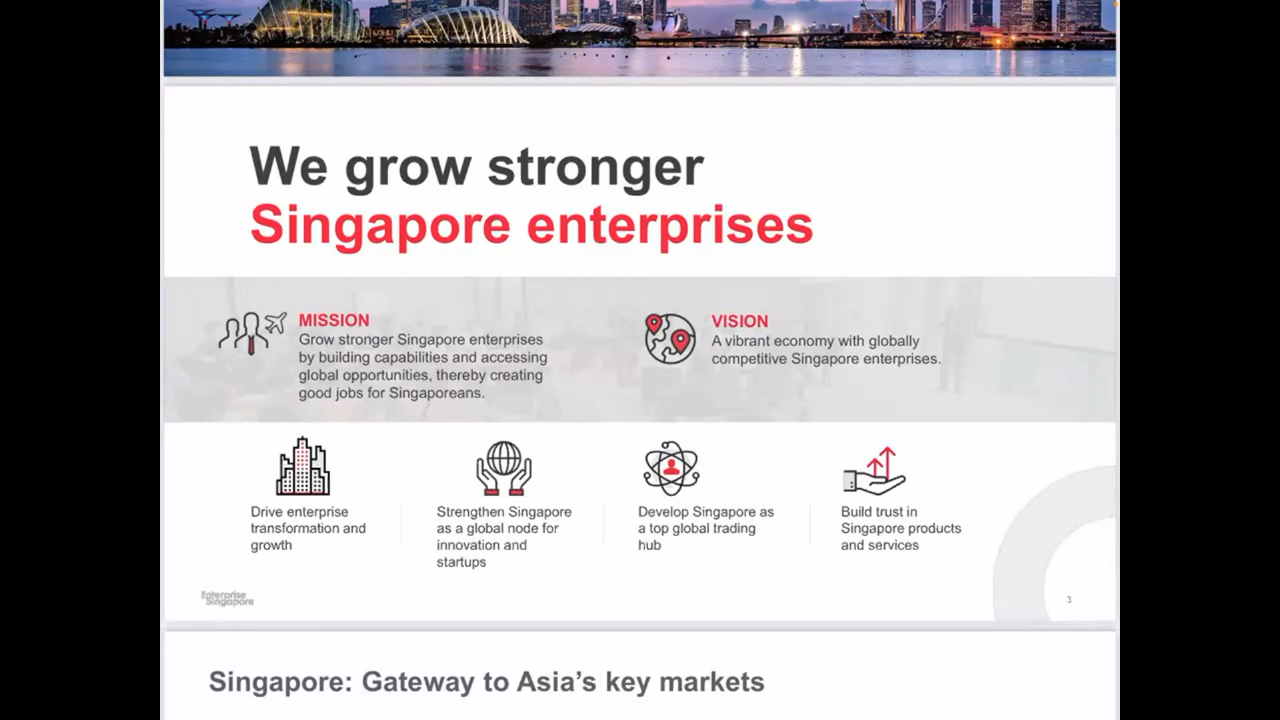 We grow stronger
Singapore enterprises
MISSION
Grow stronger Singapore enterprises
by building capabilities and accessing
global opportunities, thereby creating
good jobs for Singaporeans.
VISION
A vibrant economy with globally
competitive Singapore enterprises.
Drive enterprise
transformation and
growth
Strengthen Singapore
as a global node for
innovation and
startups
Develop Singapore as
a top global trading
hub
Build trust in
Singapore products
and services
Enterprise
Singapore
3
Singapore: Gateway to Asia’s key markets